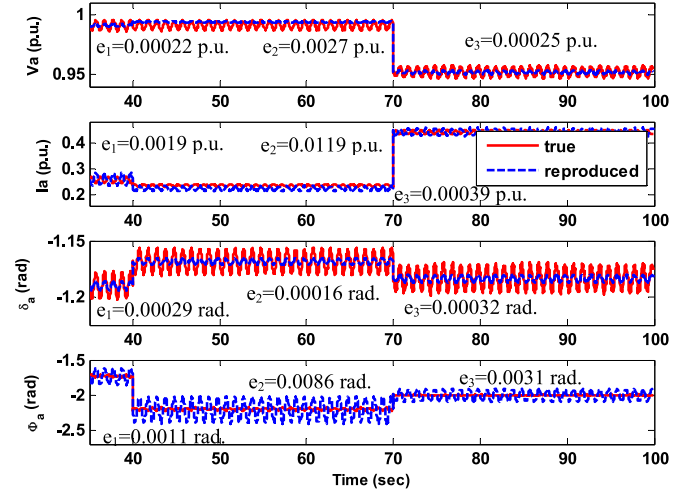 Va (p.u.)
1
0.95
e1=0.00022 p.u.
e2=0.0027 p.u.
e3=0.00025 p.u.
40 50 60 70 80 90 100
Ia (p.u.)
0.4
0.3
0.2
e1=0.0019 p.u.
e2=0.0119 p.u.
e3=0.00039 p.u.
true
reproduced
40 50 60 70 80 90 100
δa (rad)
-1.15
-1.2
e1=0.00029 rad.
e2=0.00016 rad.
e3=0.00032 rad.
40 50 60 70 80 90 100
Φa (rad)
-1.5
-2
-2.5
e1=0.0011 rad.
e2=0.0086 rad.
e3=0.0031 rad.
40 50 60 70 80 90 100
Time (sec)